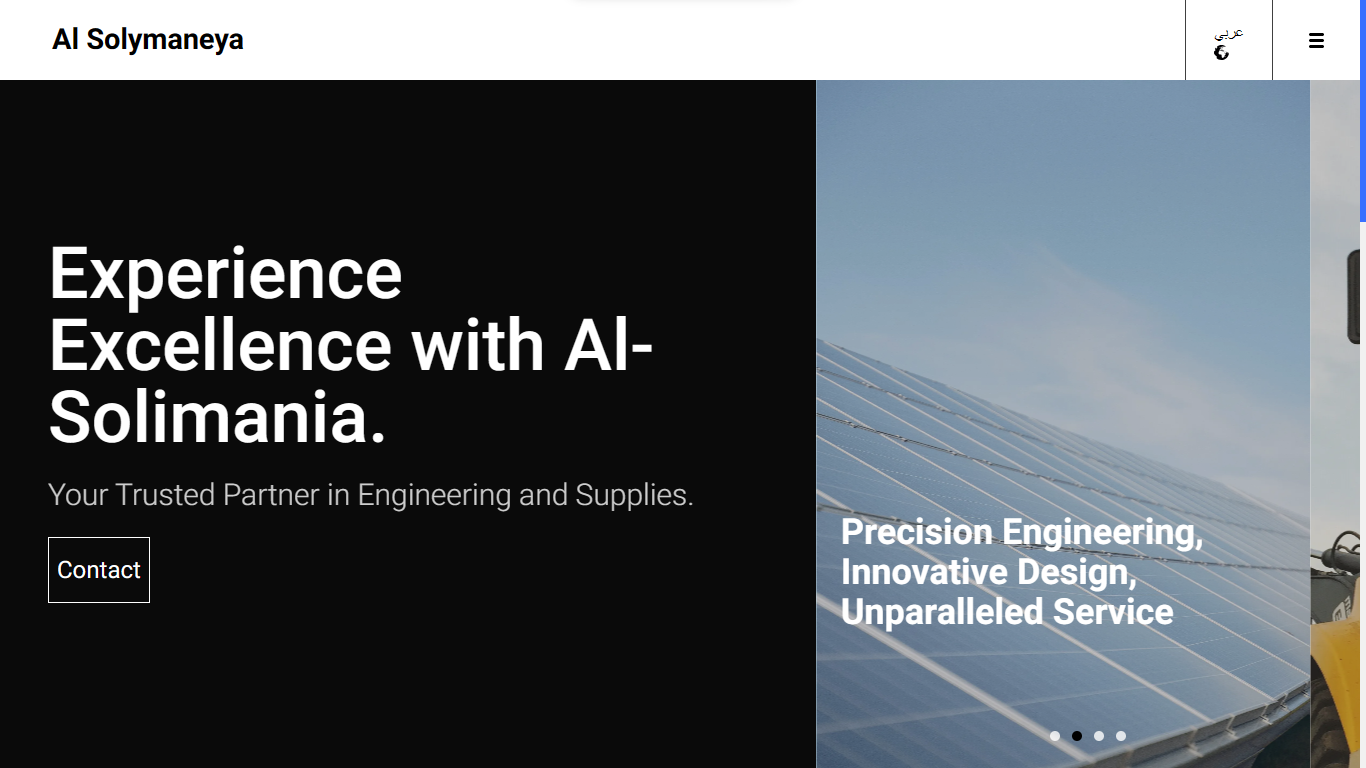 Al Solymaneya
عربي
Experience
Excellence with Al-
Solimania.
Your Trusted Partner in Engineering and Supplies.
Contact
Precision Engineering,
Innovative Design,
Unparalleled Service